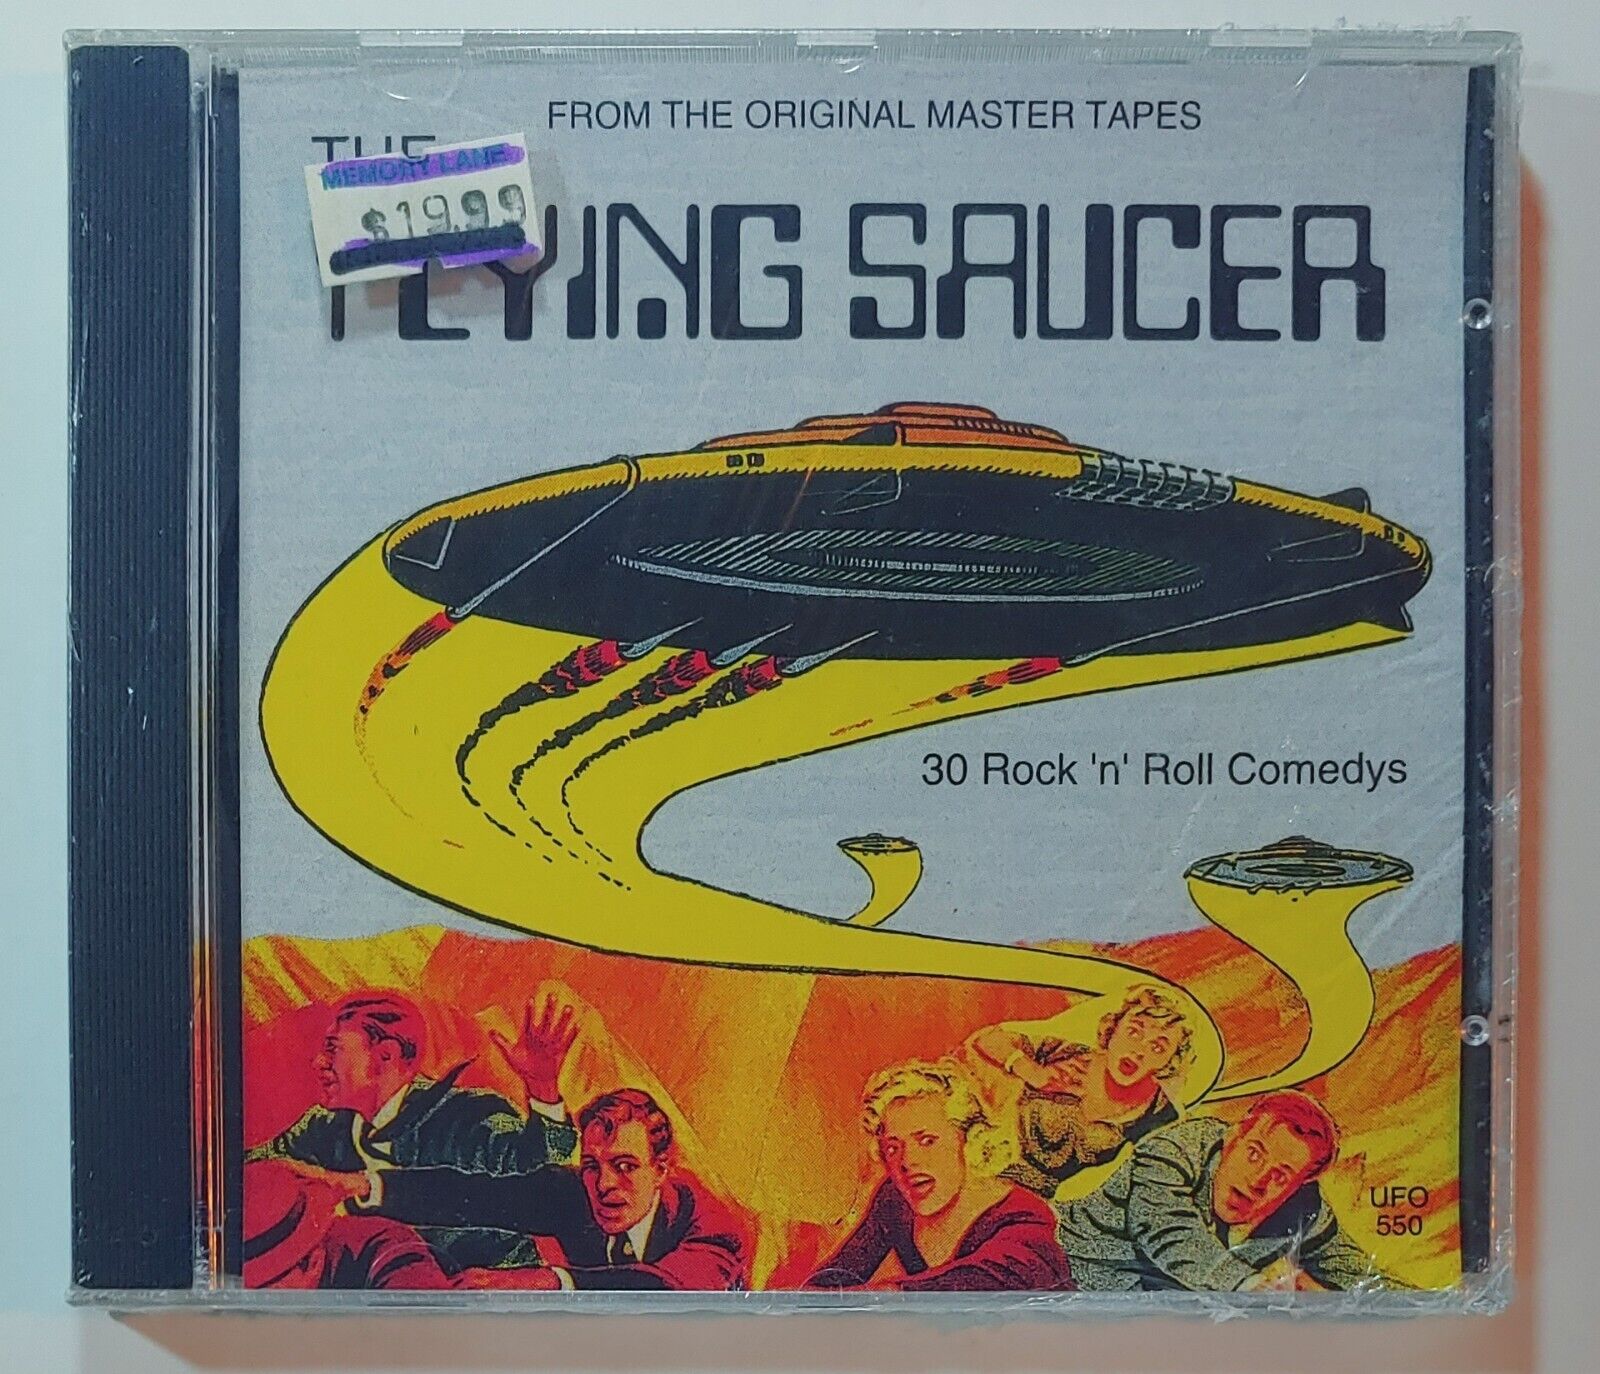 FROM THE ORIGINAL MASTER TAPES
THE
MEMORY LANE
$19.99
FLYING SAUCER
30 Rock 'n' Roll Comedys
UFO
550